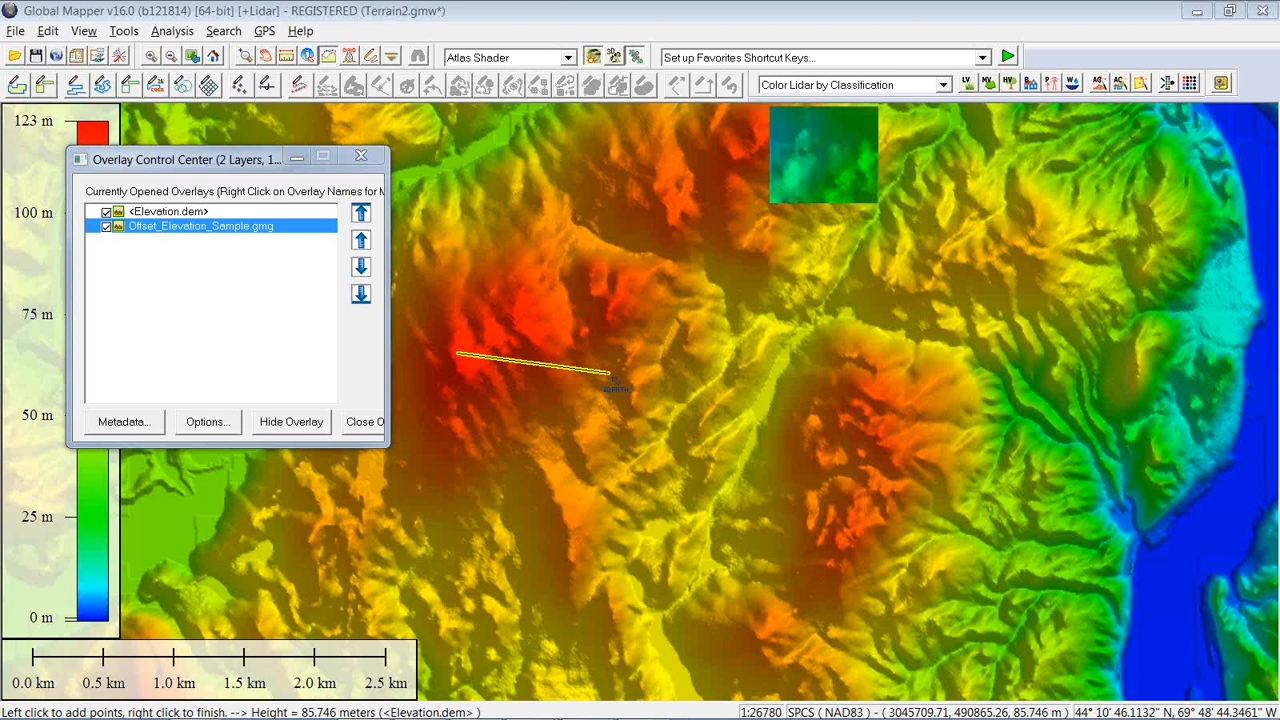 Global Mapper v16.0 (b121814) [64-bit] [+Lidar] - REGISTERED (Terrain2.gmw*)
File Edit View Tools Analysis Search GPS Help
Atlas Shader
Set up Favorites Shortcut Keys...
Color Lidar by Classification
123 m
100 m
75 m
50 m
25 m
0 m
Overlay Control Center (2 Layers, 1...
Currently Opened Overlays (Right Click on Overlay Names for M
<Elevation.dem>
Offset_Elevation_Sample.gmg
Metadata... Options... Hide Overlay Close O
3D PATH
0.0 km 0.5 km 1.0 km 1.5 km 2.0 km 2.5 km
Left click to add points, right click to finish. --> Height = 85.746 meters (<Elevation.dem> )
1:26780 SPCS ( NAD83 ) - ( 3045709.71, 490865.26, 85.746 m ) 44° 10' 46.1132" N, 69° 48' 44.3461" W